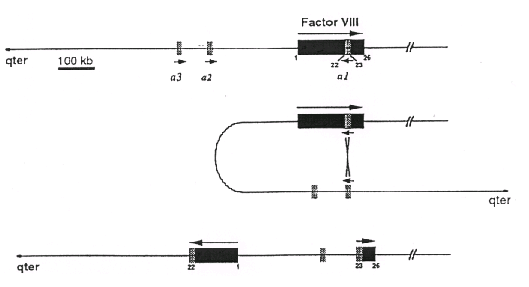 Factor VIII
qter
100 kb
1
22
23
26
a3
a2
a1
qter
qter
22
1
23
26